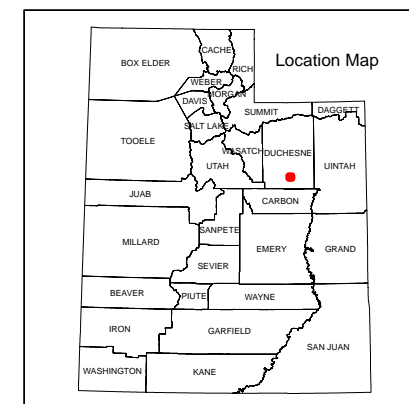 Location Map
CACHE
BOX ELDER
RICH
WEBER
MORGAN
DAVIS
SUMMIT
DAGGETT
SALT LAKE
TOOELE
WASATCH
DUCHESNE
UTAH
UINTAH
JUAB
CARBON
SANPETE
MILLARD
EMERY
GRAND
SEVIER
BEAVER
PIUTE
WAYNE
IRON
GARFIELD
SAN JUAN
WASHINGTON
KANE